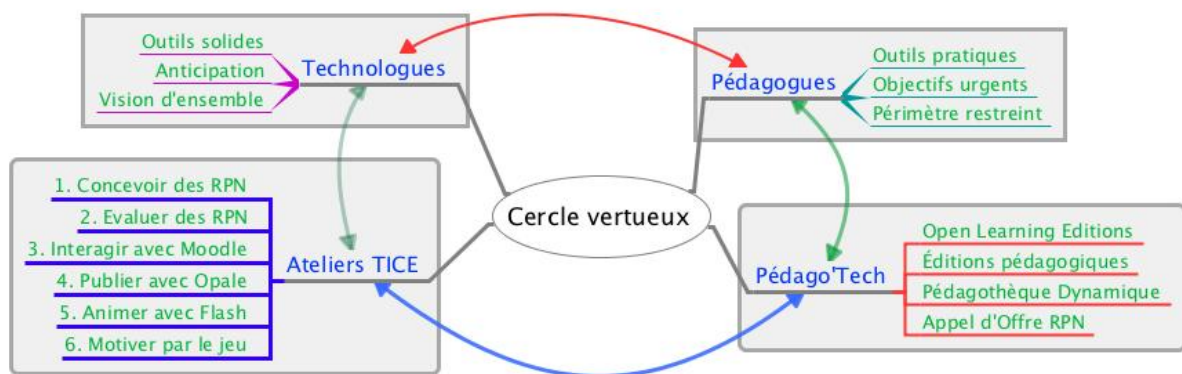 Outils solides
Anticipation
Vision d'ensemble
Technologues
Pédagogues
Outils pratiques
Objectifs urgents
Périmètre restreint
Cercle vertueux
1. Concevoir des RPN
2. Evaluer des RPN
3. Interagir avec Moodle
4. Publier avec Opale
5. Animer avec Flash
6. Motiver par le jeu
Ateliers TICE
Pédago'Tech
Open Learning Editions
Éditions pédagogiques
Pédagothèque Dynamique
Appel d'Offre RPN